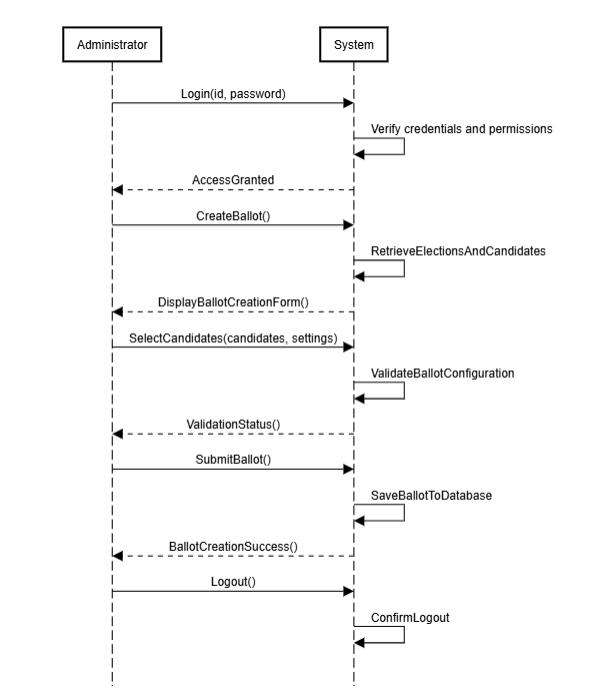 Administrator
System
Login(id, password)
Verify credentials and permissions
AccessGranted
CreateBallot()
RetrieveElectionsAndCandidates
DisplayBallotCreationForm()
SelectCandidates(candidates, settings)
ValidateBallotConfiguration
ValidationStatus()
SubmitBallot()
SaveBallotToDatabase
BallotCreationSuccess()
Logout()
ConfirmLogout